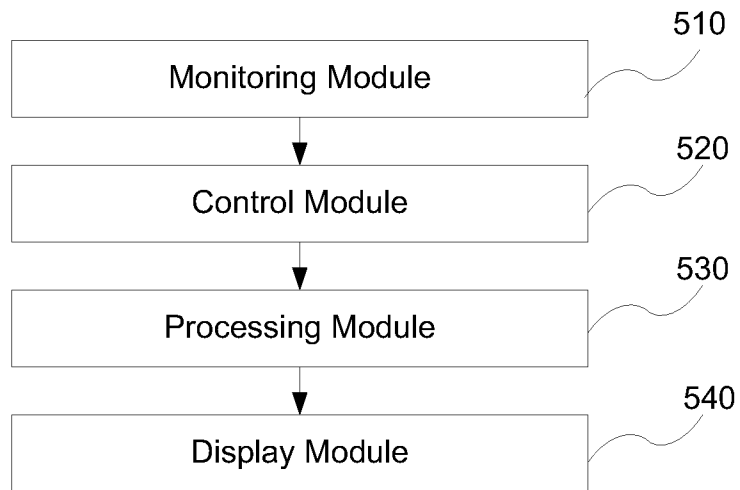 510
Monitoring Module
520
Control Module
530
Processing Module
540
Display Module